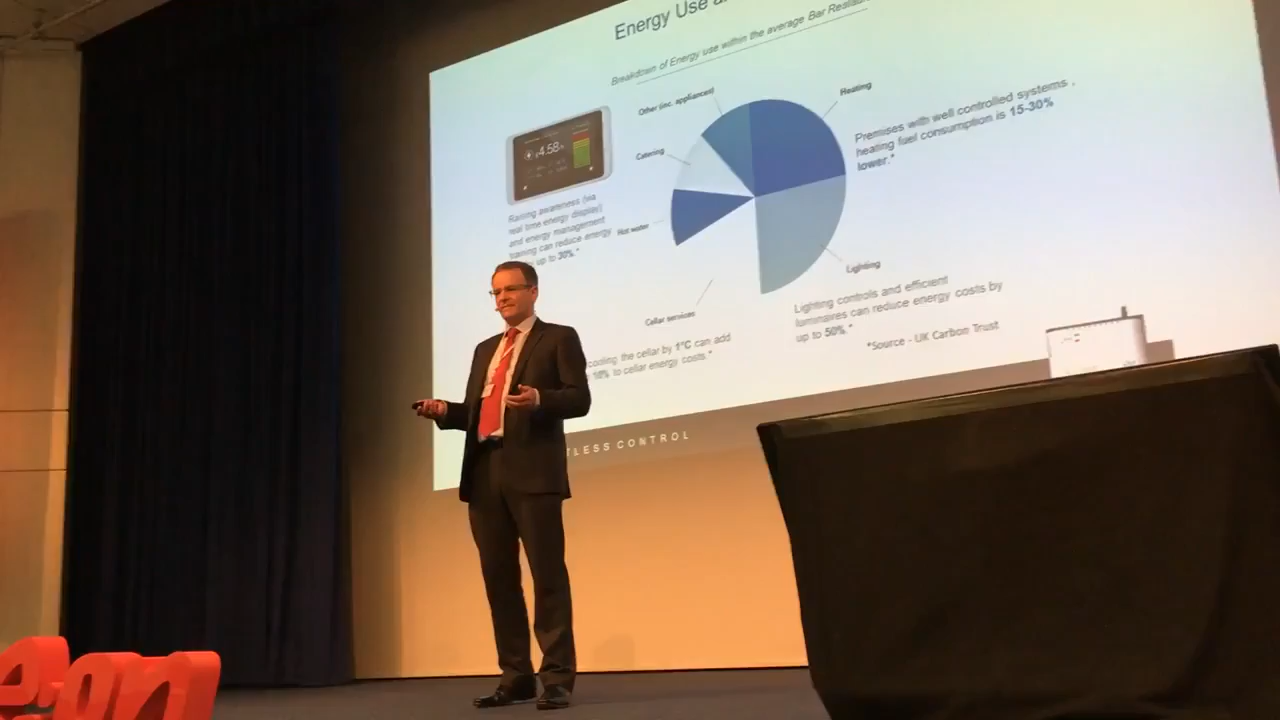 Energy Use
Breakdown of Energy use within the average Bar
Other (inc. appliances)
Heating
Catering
Hot water
Cellar services
Lighting
4.58
Premises with well controlled systems ,
heating fuel consumption is 15-30%
lower.*
Raising awareness (via
real time energy display)
and energy management
training can reduce energy
up to 30%.*
Lighting controls and efficient
luminaires can reduce energy costs by
up to 50%.*
*Source - UK Carbon Trust
cooling the cellar by 1°C can add
10% to cellar energy costs.*
TLESS CONTROL